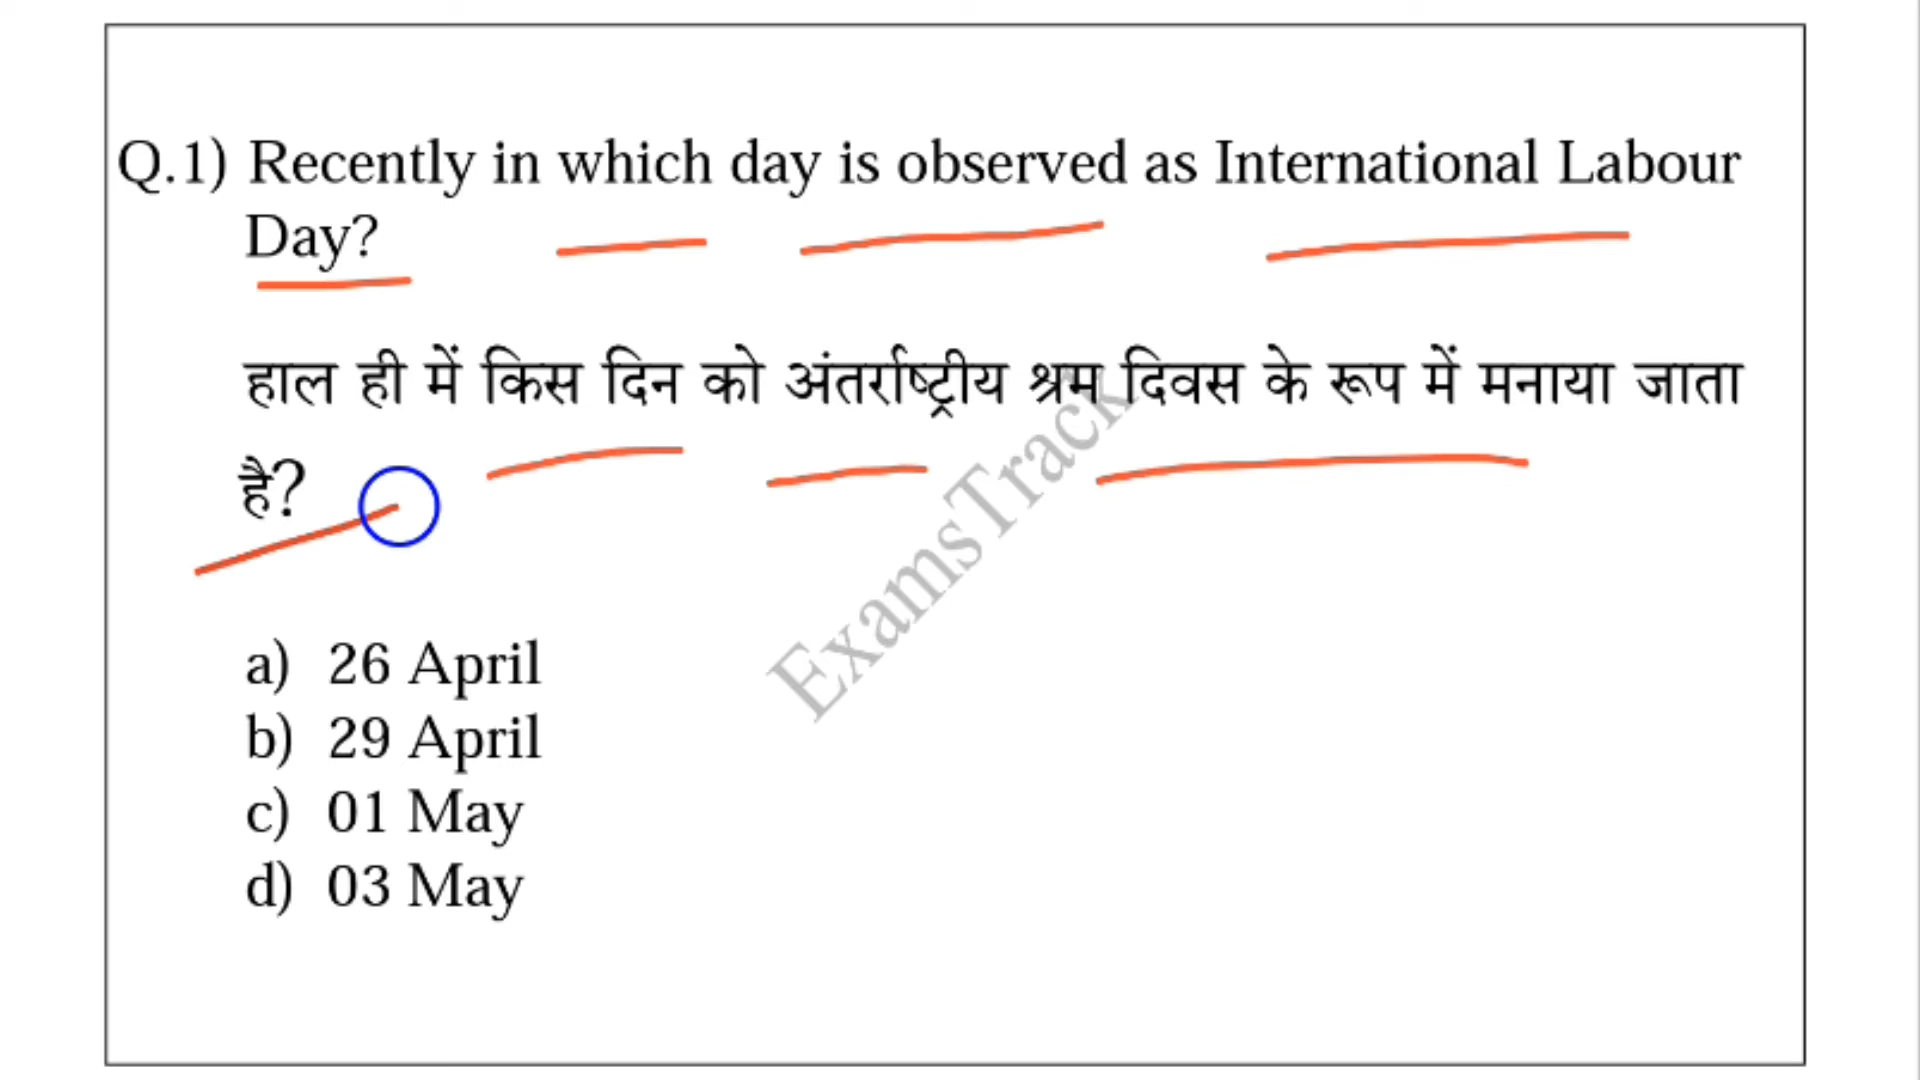 Q.1) Recently in which day is observed as International Labour
Day?
हाल ही में किस दिन को अंतर्राष्ट्रीय श्रम दिवस के रूप में मनाया जाता
है?
ExamsTrack
a) 26 April
b) 29 April
c) 01 May
d) 03 May